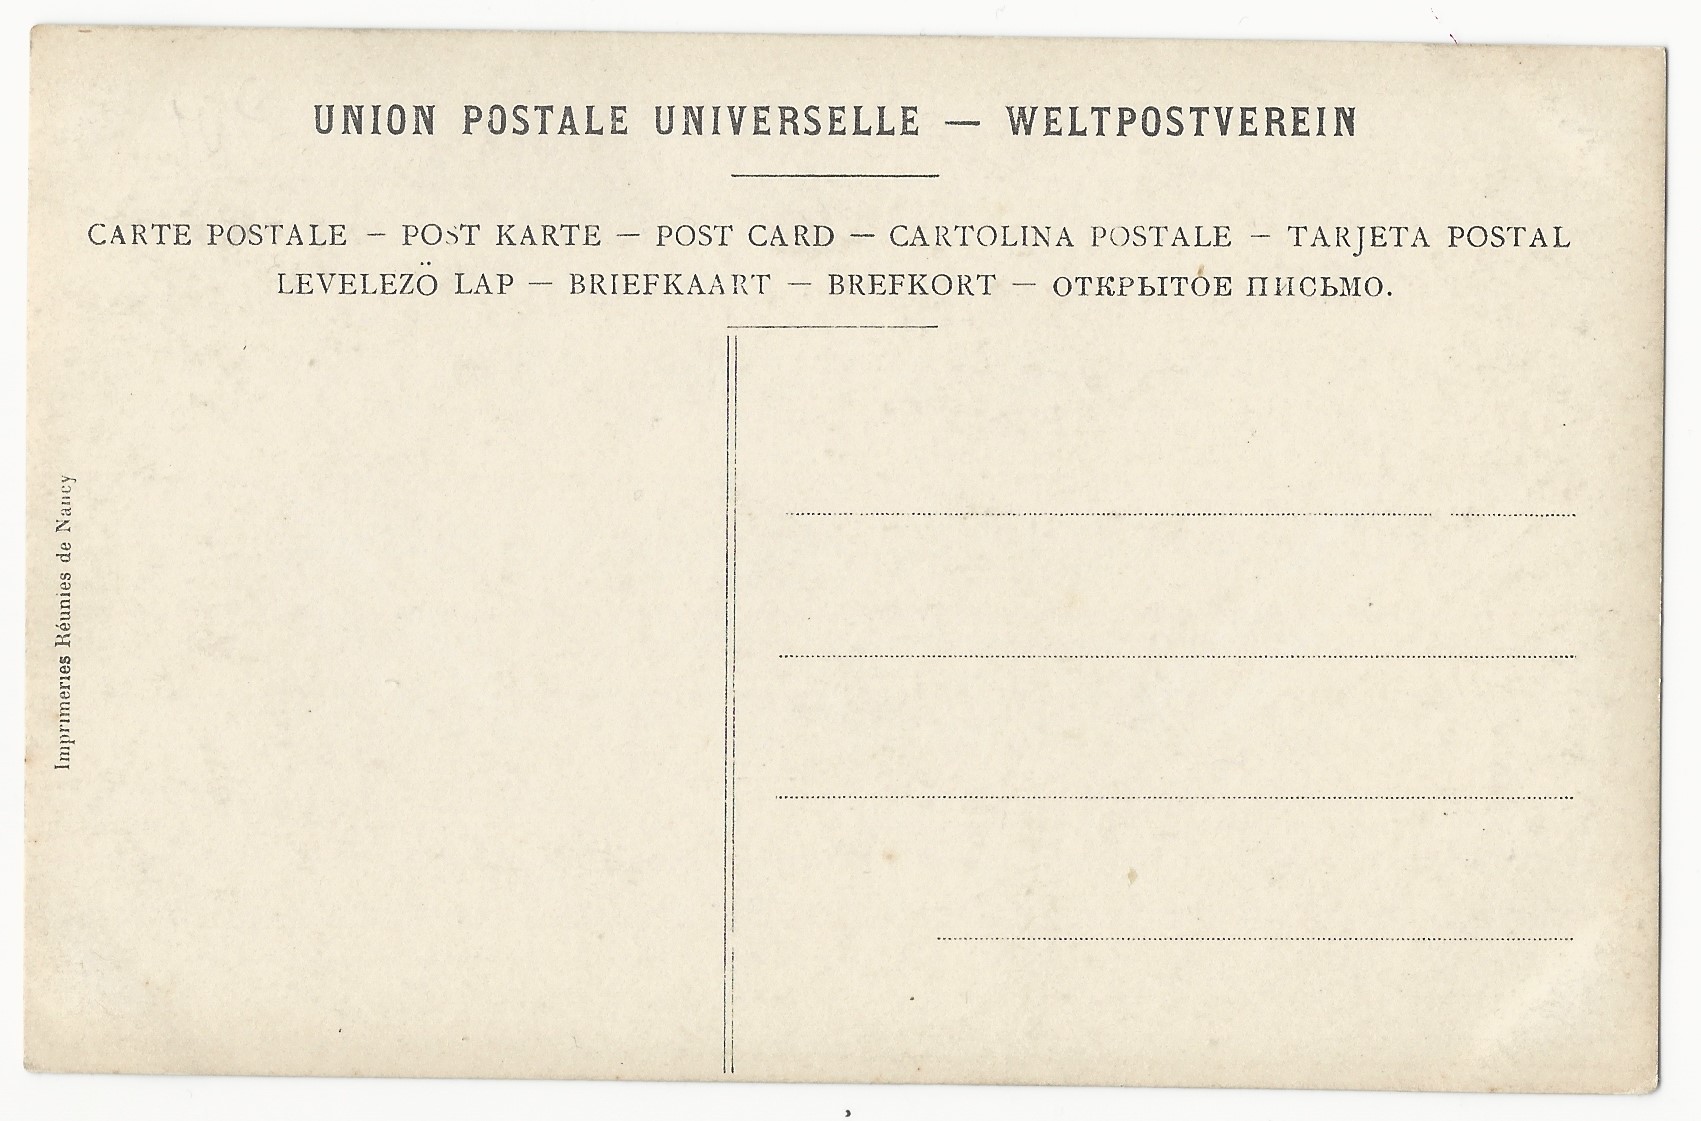 UNION POSTALE UNIVERSELLE — WELTPOSTVEREIN
CARTE POSTALE – POST KARTE — POST CARD — CARTOLINA POSTALE — TARJETA POSTAL
LEVELEZÖ LAP — BRIEFKAART — BREFKORT — ОТКРЫТОЕ ПИСЬМО.
Imprimeries Réunies de Nancy